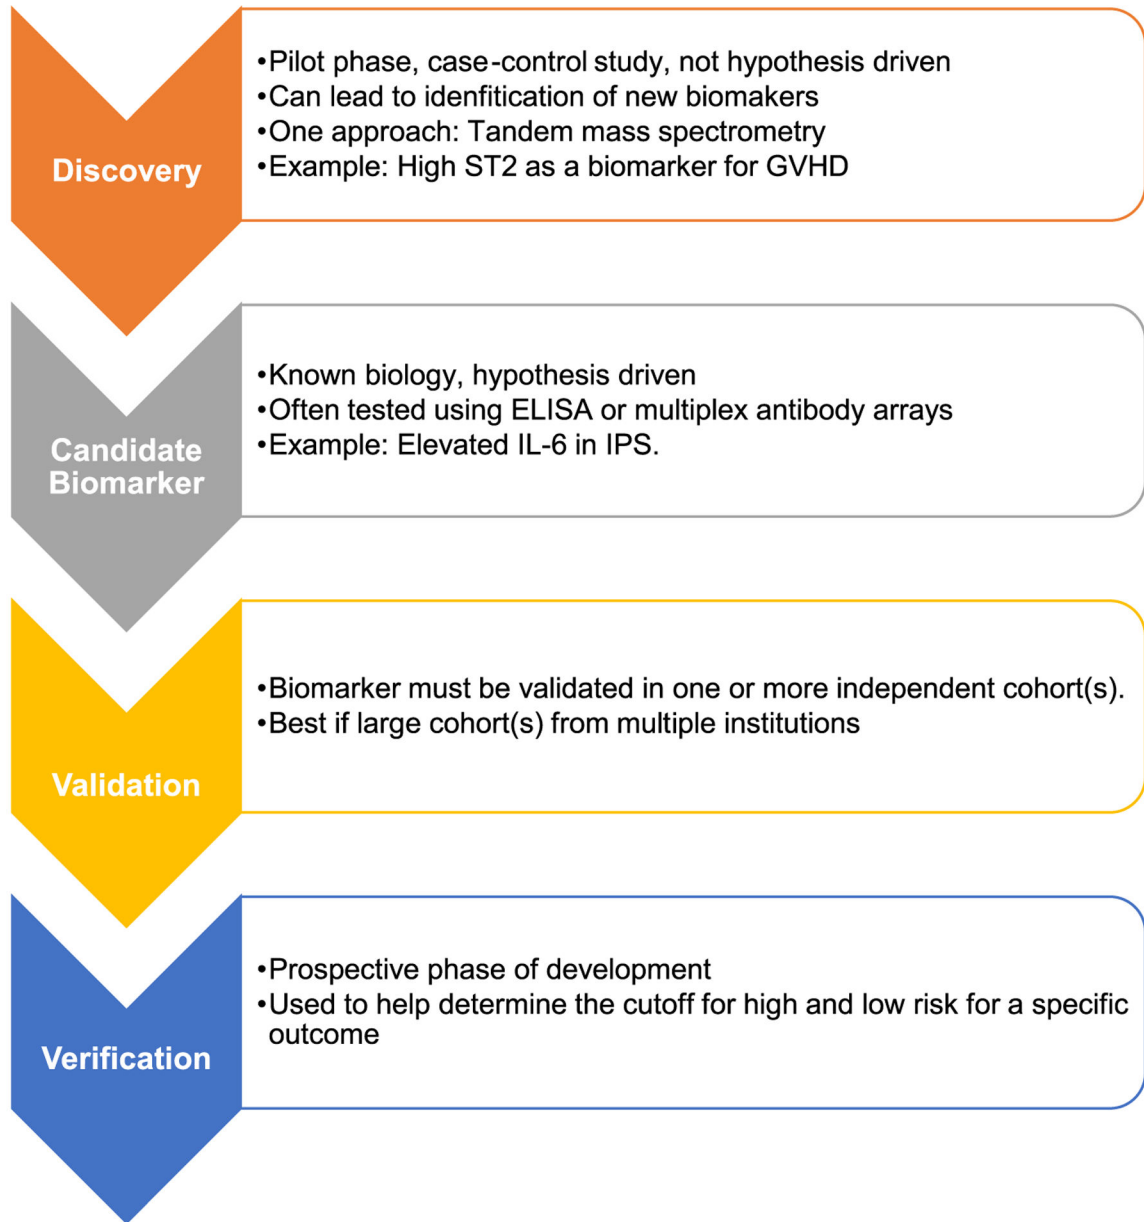 Discovery
•Pilot phase, case-control study, not hypothesis driven
•Can lead to idenfitication of new biomakers
•One approach: Tandem mass spectrometry
•Example: High ST2 as a biomarker for GVHD
Candidate
Biomarker
•Known biology, hypothesis driven
•Often tested using ELISA or multiplex antibody arrays
•Example: Elevated IL-6 in IPS.
Validation
•Biomarker must be validated in one or more independent cohort(s).
•Best if large cohort(s) from multiple institutions
Verification
•Prospective phase of development
•Used to help determine the cutoff for high and low risk for a specific
outcome